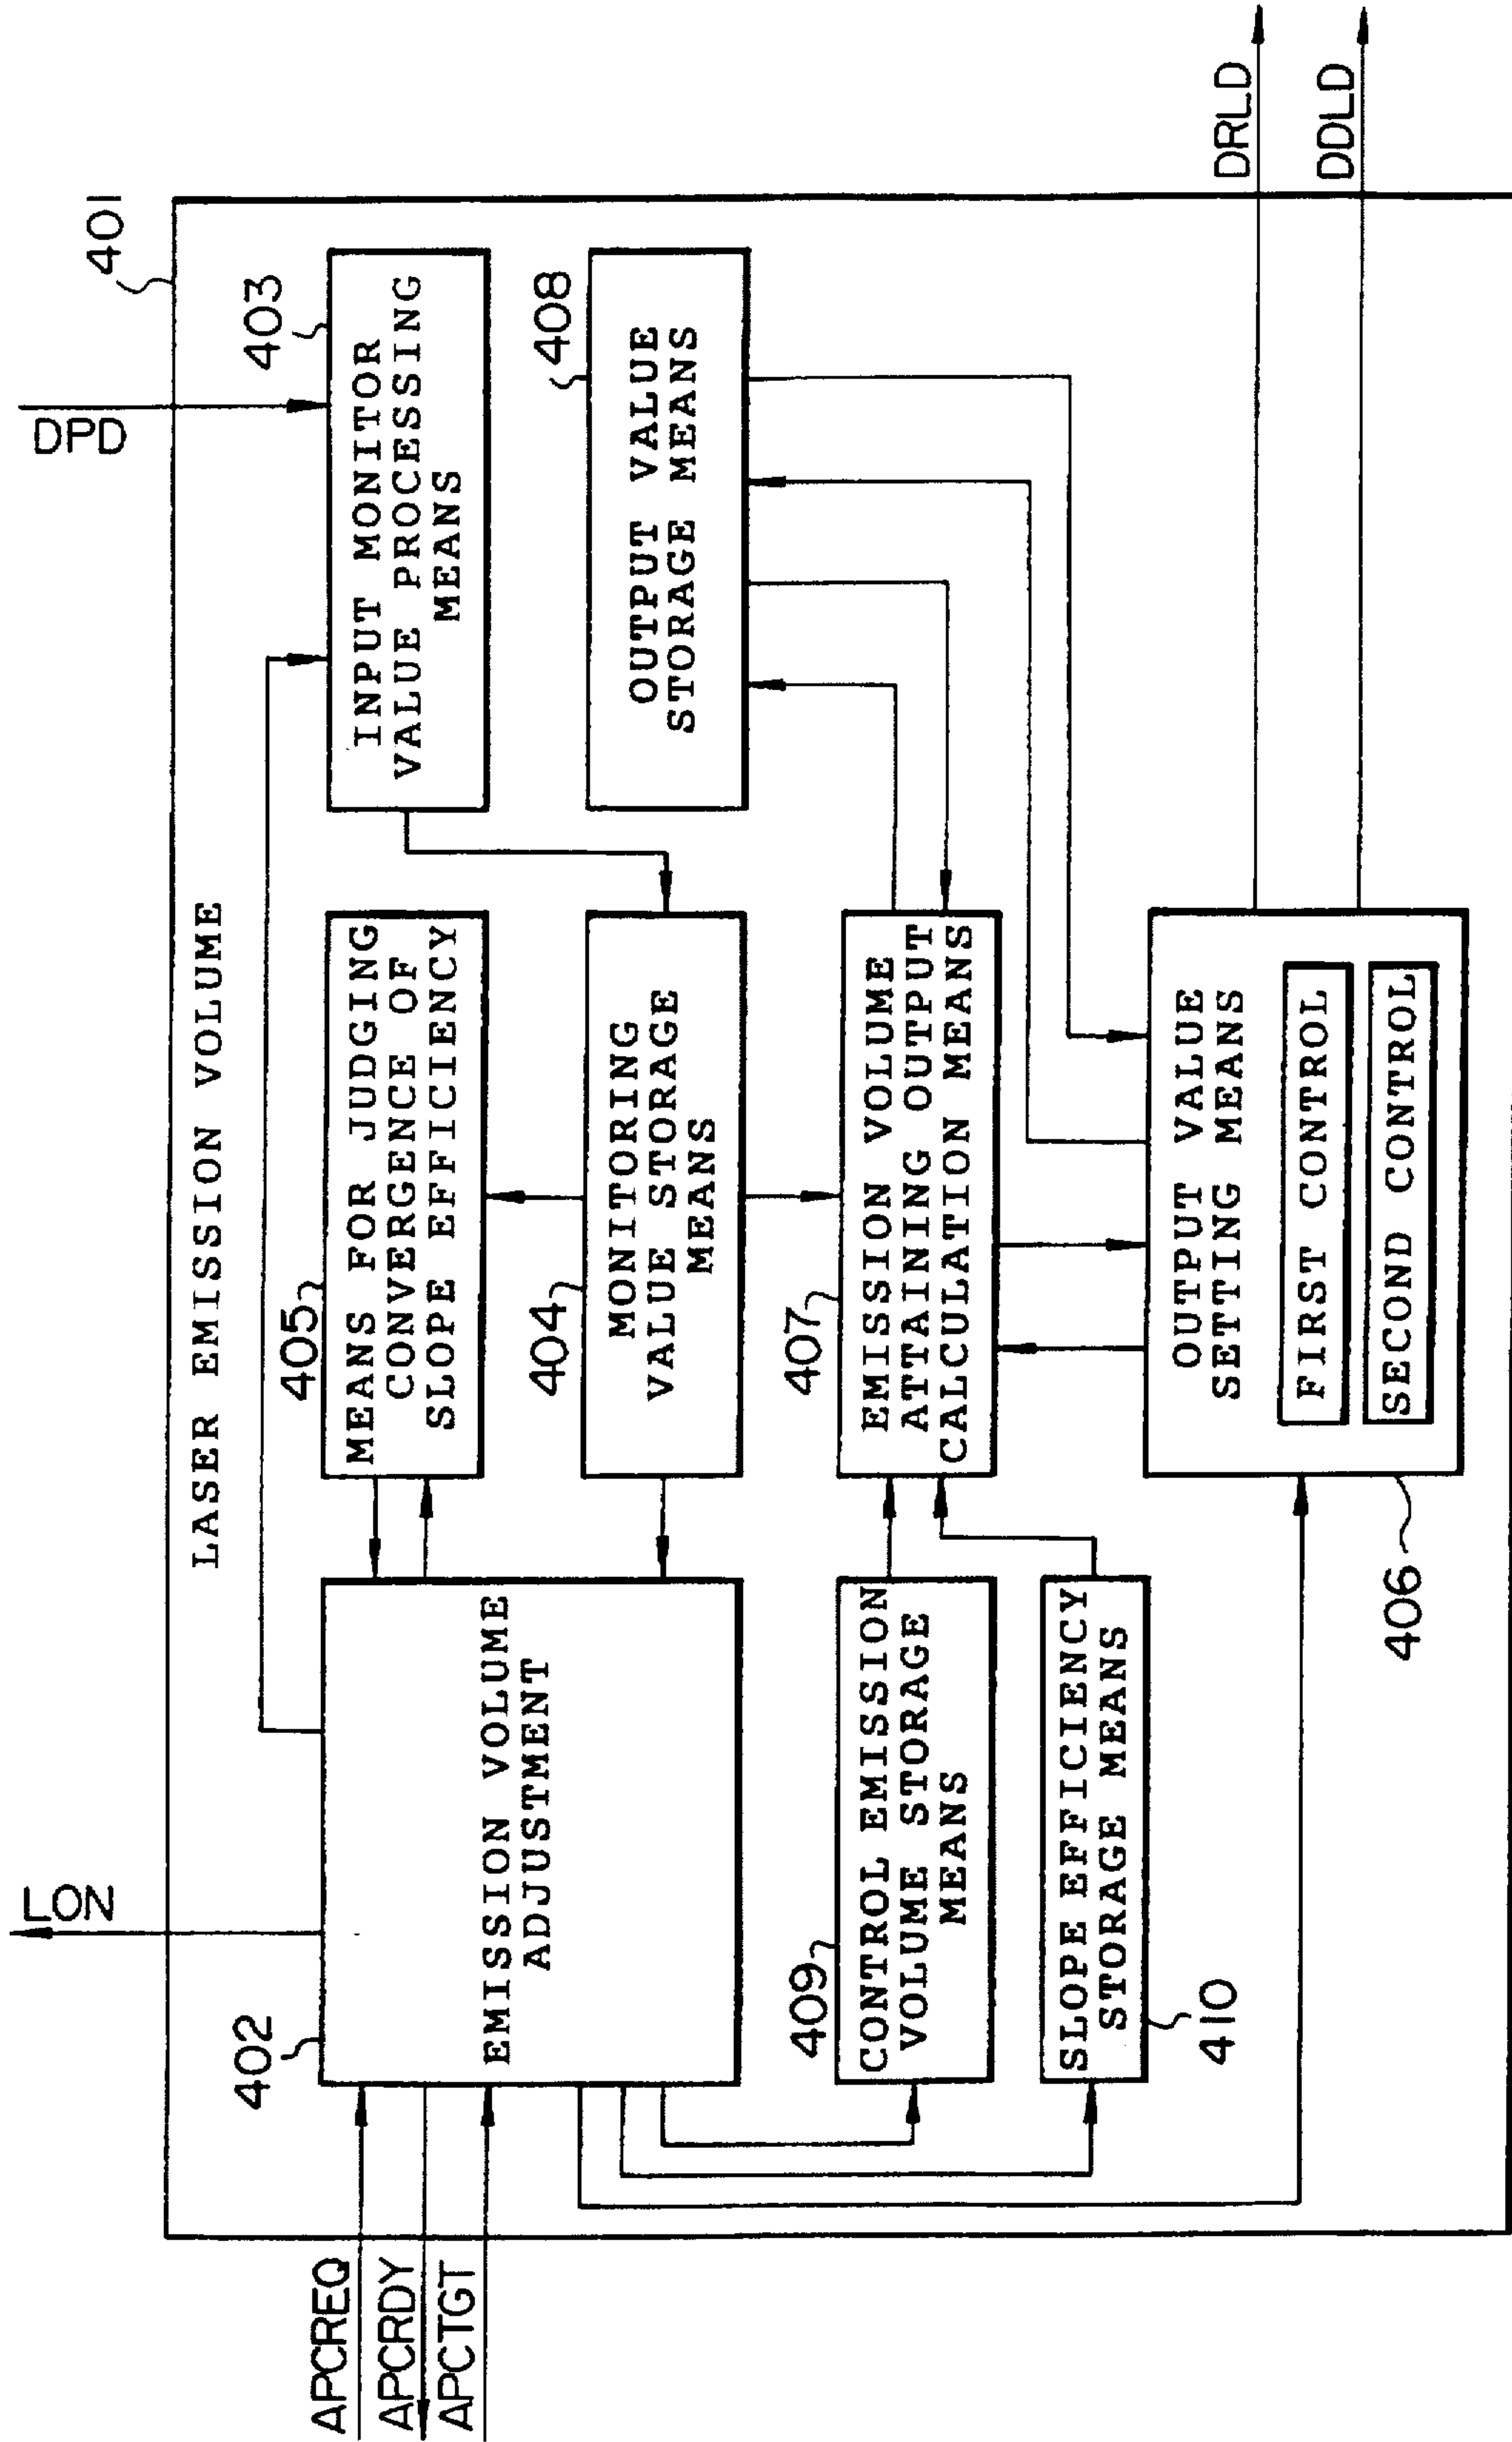 LASER EMISSION VOLUME
401
LON
DPD
APCREQ
APCRDY
APCTGT
402
EMISSION VOLUME
ADJUSTMENT
405
MEANS FOR JUDGING
CONVERGENCE OF
SLOPE EFFICIENCY
403
INPUT MONITOR
VALUE PROCESSING
MEANS
404
MONITORING
VALUE STORAGE
MEANS
408
OUTPUT VALUE
STORAGE MEANS
409
CONTROL EMISSION
VOLUME STORAGE
MEANS
407
EMISSION VOLUME
ATTAINING OUTPUT
CALCULATION MEANS
SLOPE EFFICIENCY
STORAGE MEANS
410
OUTPUT VALUE
SETTING MEANS
FIRST CONTROL
SECOND CONTROL
406
DRLD
DDLD